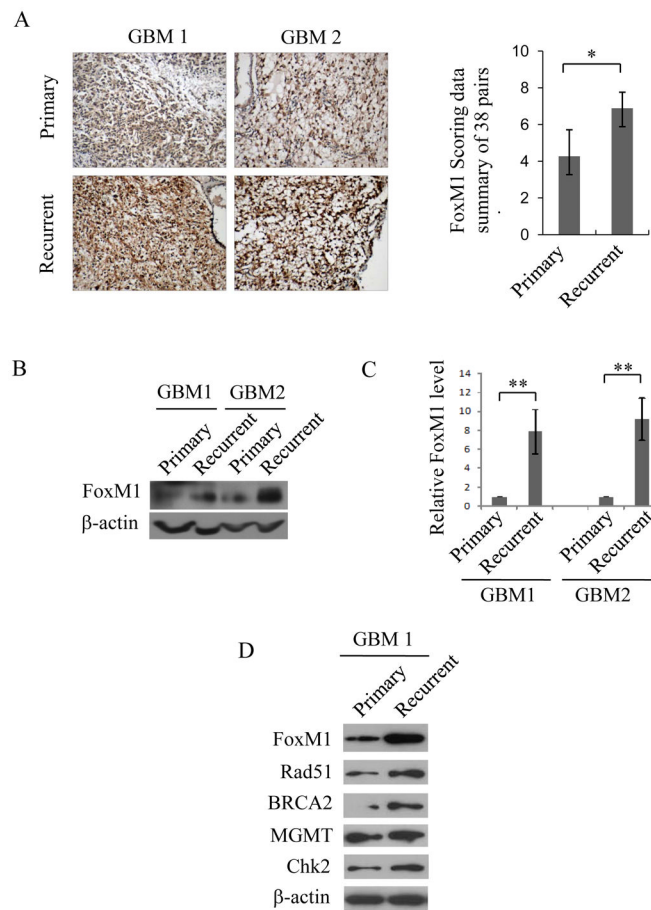 A
GBM 1
GBM 2
Primary
Recurrent
FoxM1 Scoring data
summary of 38 pairs
10
8
6
4
2
0
*
Primary
Recurrent
B
GBM1
GBM2
Primary
Recurrent
Primary
Recurrent
FoxM1
β-actin
C
Relative FoxM1 level
14
12
10
8
6
4
2
0
**
**
Primary
Recurrent
Primary
Recurrent
GBM1
GBM2
D
GBM 1
Primary
Recurrent
FoxM1
Rad51
BRCA2
MGMT
Chk2
β-actin